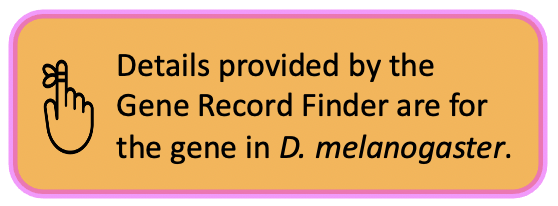 Details provided by the
Gene Record Finder are for
the gene in D. melanogaster.